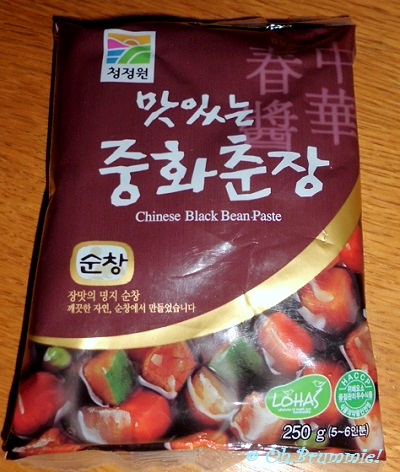 청정원
中華
春醬
맛있는
중화춘장
Chinese Black Bean-Paste
순창
장맛의 명지 순창
깨끗한 자연, 순창에서 만들었습니다
LOHAS
HACCP
250 g (5~6인분)
@ Oh Brummie!